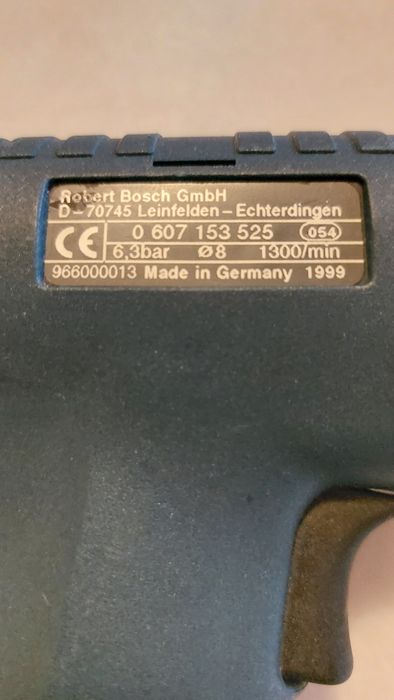 Robert Bosch GmbH
D-70745 Leinfelden-Echterdingen
CE 0 607 153 525 054
6,3bar ⌀8 1300/min
966000013 Made in Germany 1999